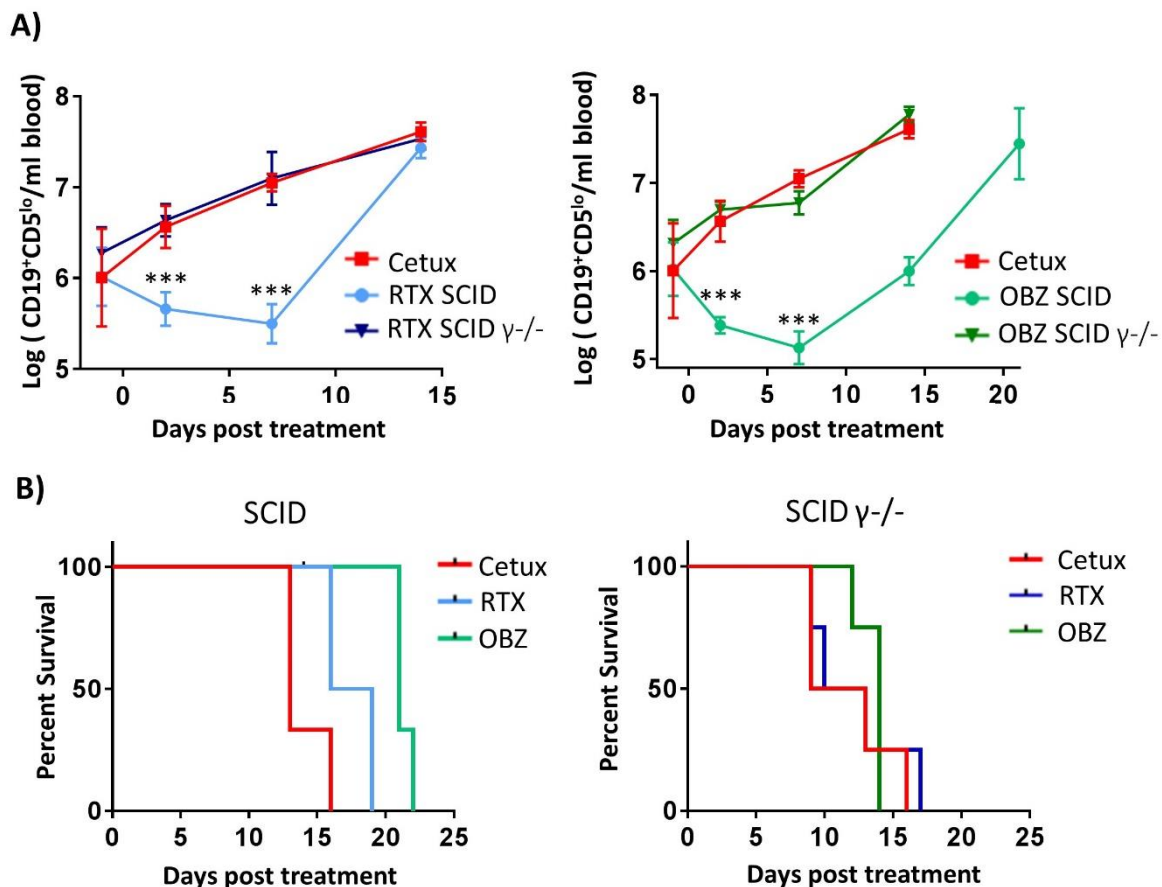 A)
Log ( CD19⁺CD5ˡᵒ/ml blood)
8
7
6
5
***
***
Cetux
RTX SCID
RTX SCID γ-/-
0 5 10 15
Days post treatment
Log ( CD19⁺CD5ˡᵒ/ml blood)
8
7
6
5
***
***
Cetux
OBZ SCID
OBZ SCID γ-/-
0 5 10 15 20
Days post treatment
B)
SCID
Percent Survival
100
50
0
Cetux
RTX
OBZ
0 5 10 15 20 25
Days post treatment
SCID γ-/-
Percent Survival
100
50
0
Cetux
RTX
OBZ
0 5 10 15 20 25
Days post treatment